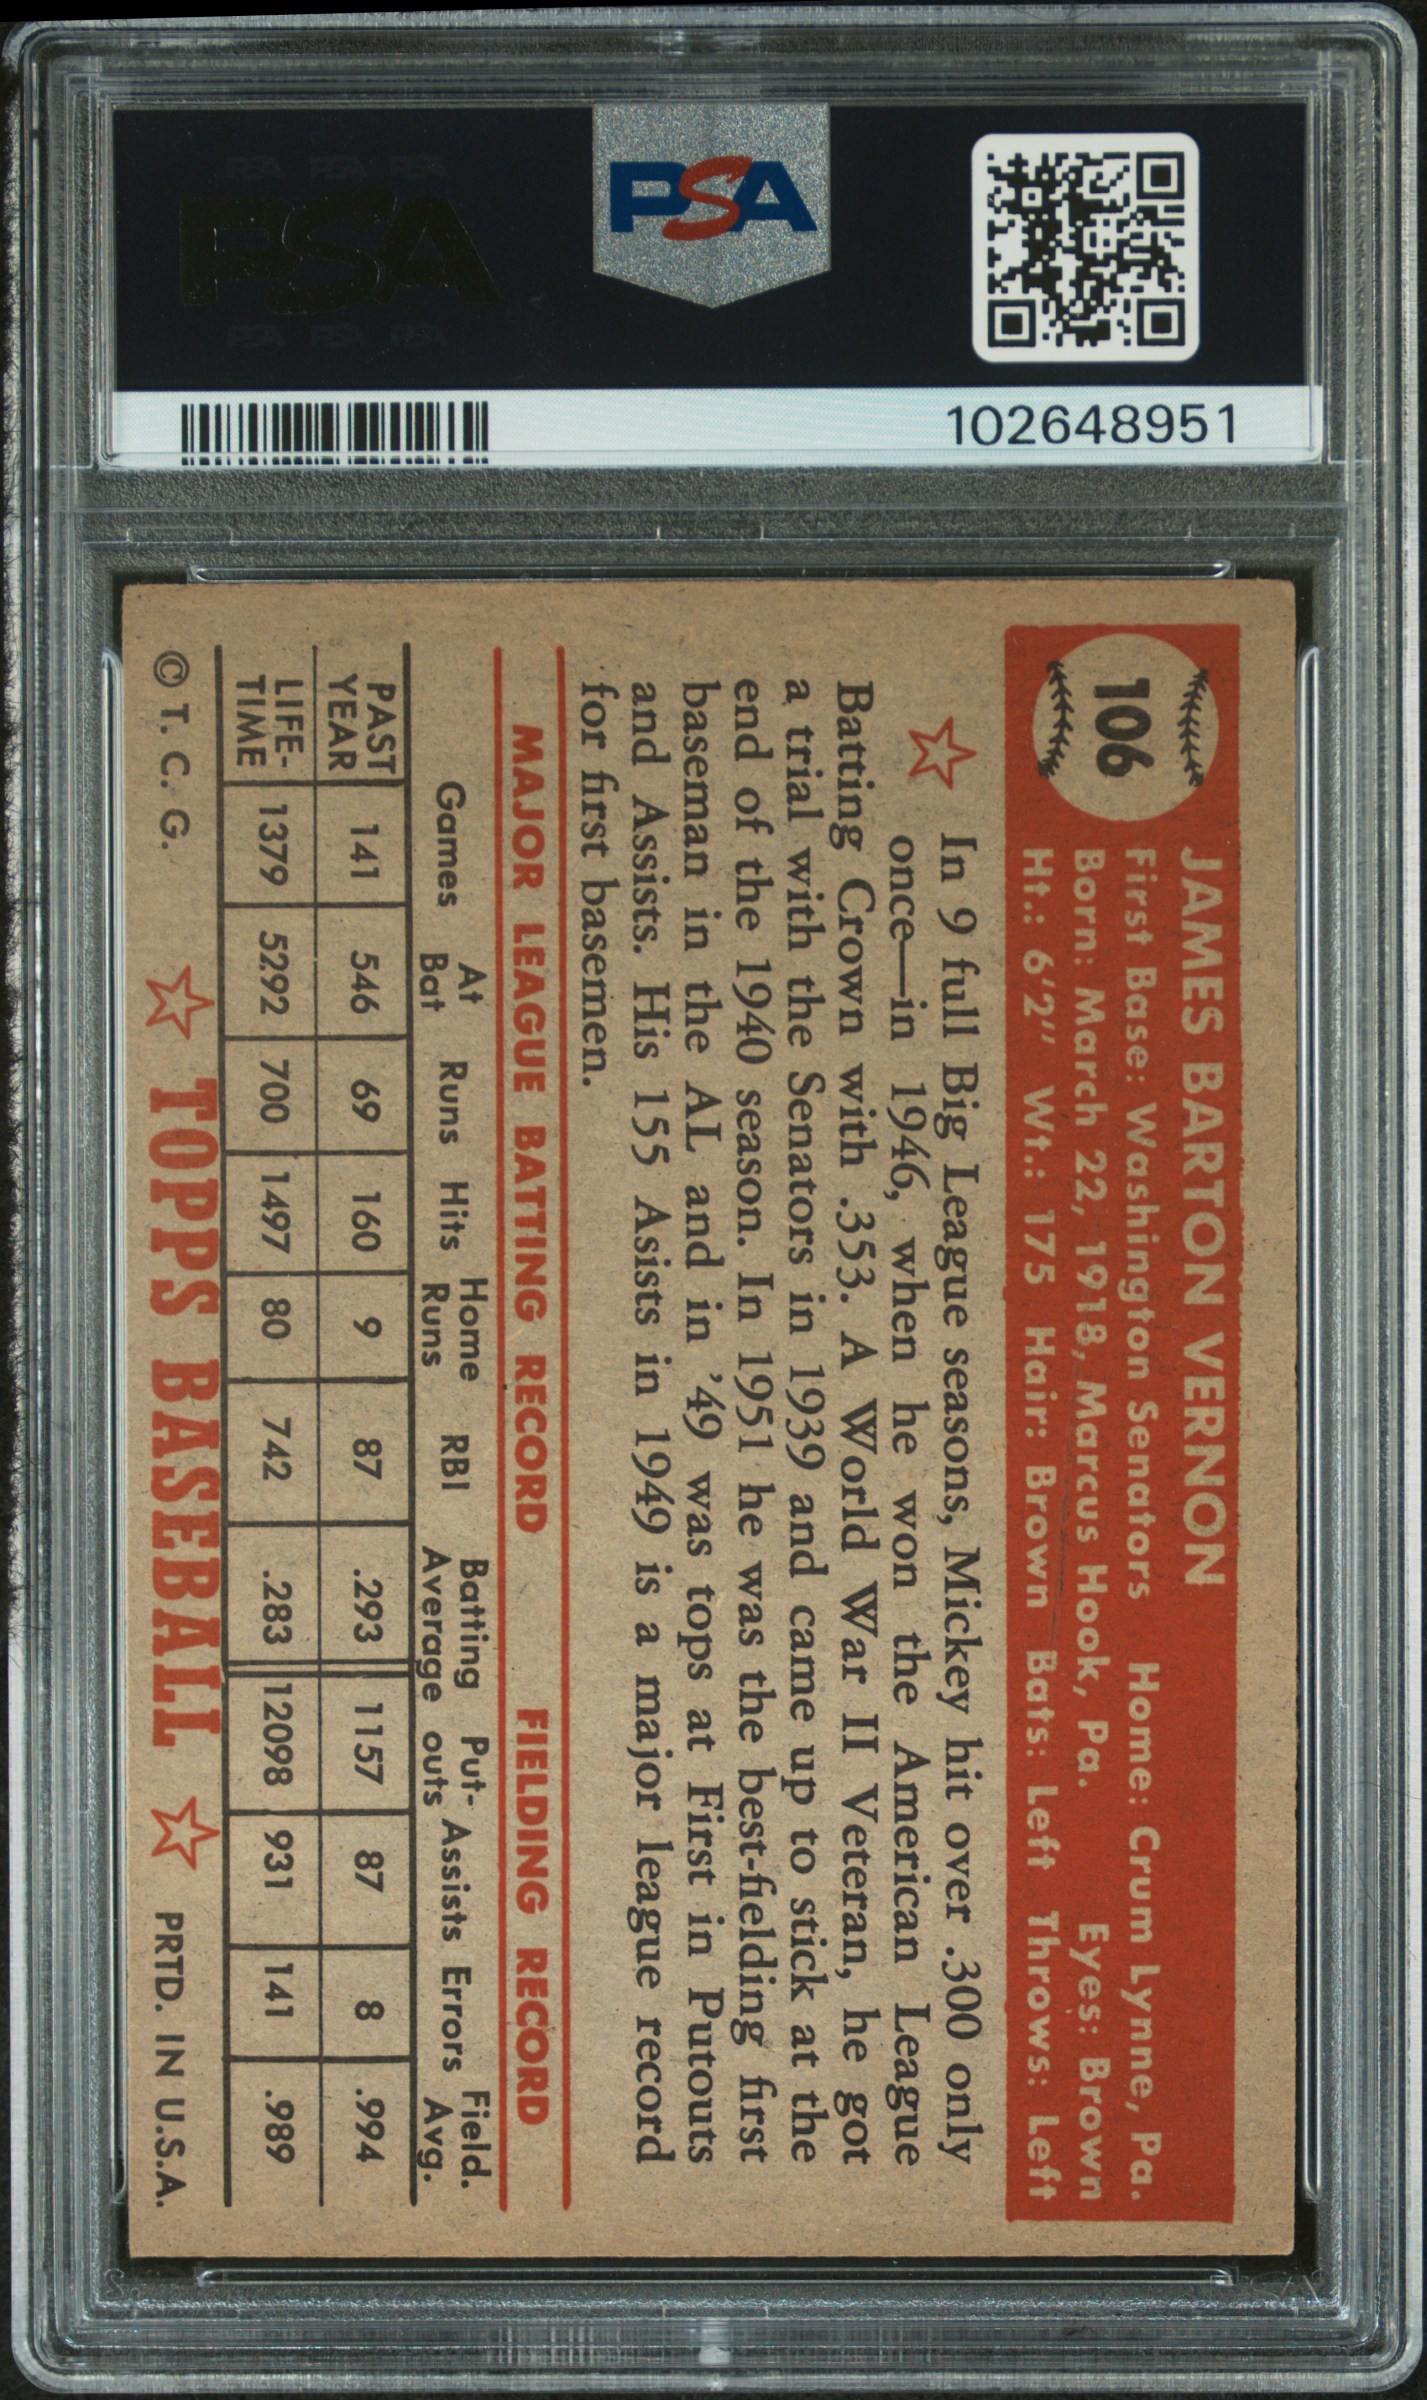 PSA PSA PSA
PSA
PSA PSA PSA
PSA
102648951
106
JAMES BARTON VERNON
First Base: Washington Senators Home: Crum Lynne, Pa.
Born: March 22, 1918, Marcus Hook, Pa. Eyes: Brown
Ht.: 6'2" Wt.: 175 Hair: Brown Bats: Left Throws: Left
In 9 full Big League seasons, Mickey hit over .300 only
once—in 1946, when he won the American League
Batting Crown with .353. A World War II Veteran, he got
a trial with the Senators in 1939 and came up to stick at the
end of the 1940 season. In 1951 he was the best-fielding first
baseman in the AL and in '49 was tops at First in Putouts
and Assists. His 155 Asists in 1949 is a major league record
for first basemen.
MAJOR LEAGUE BATTING RECORD FIELDING RECORD
Games At Bat Runs Hits Home Runs RBI Batting Average Put-outs Assists Errors Field. Avg.
PAST YEAR 141 546 69 160 9 87 .293 1157 87 8 .994
LIFE-TIME 1379 5292 700 1497 80 742 .283 12098 931 141 .989
© T. C. G. TOPPS BASEBALL PRTD. IN U.S.A.